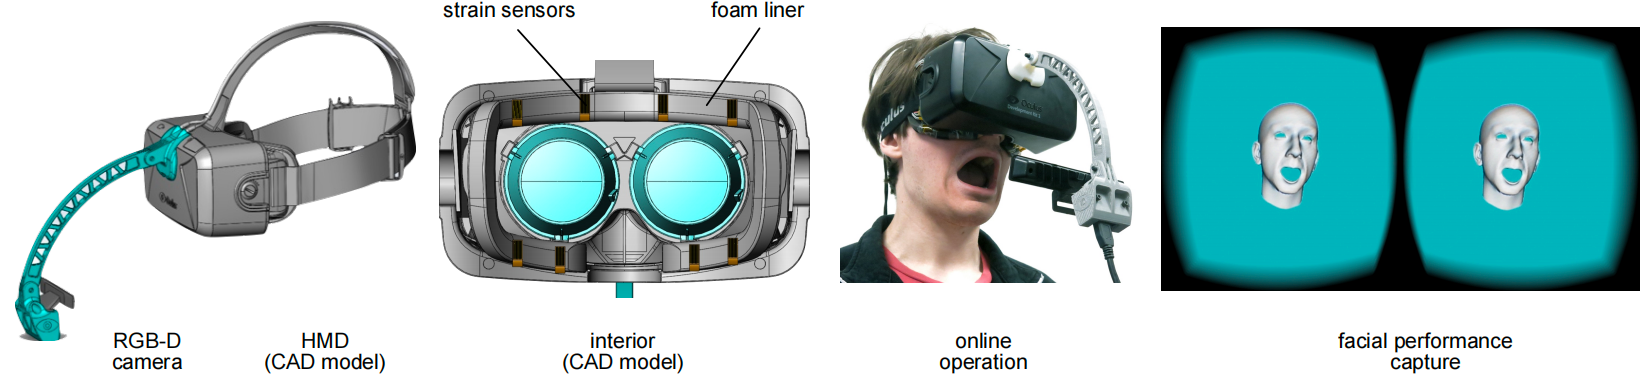 strain sensors
foam liner
RGB-D
camera
HMD
(CAD model)
interior
(CAD model)
online
operation
facial performance
capture